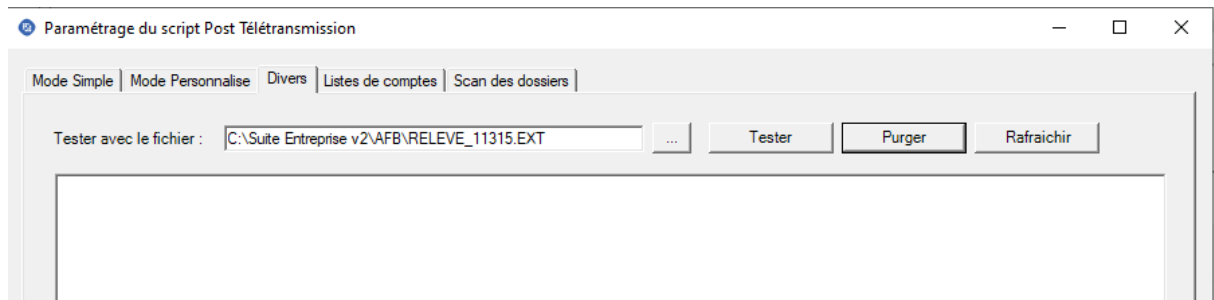 Paramétrage du script Post Télétransmission
Mode Simple Mode Personnalise Divers Listes de comptes Scan des dossiers
Tester avec le fichier : C:\Suite Entreprise v2\AFB\RELEVE_11315.EXT ... Tester Purger Rafraichir